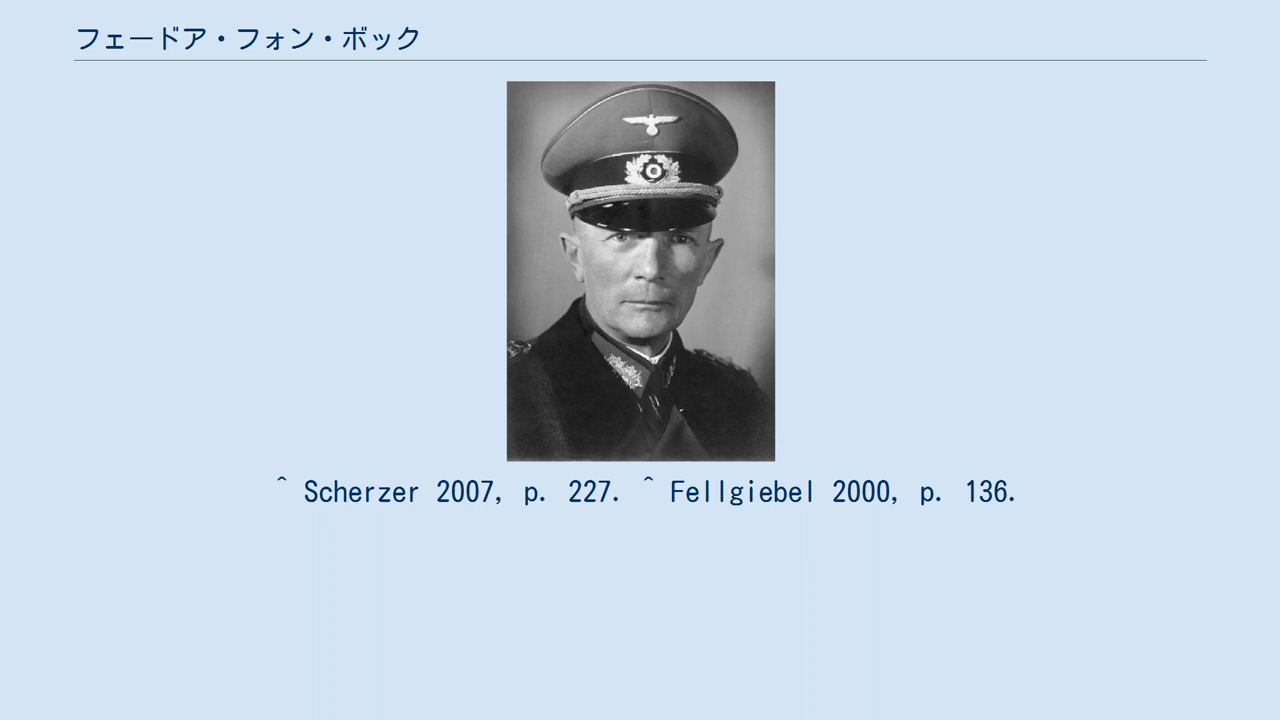 フェードア・フォン・ボック
^ Scherzer 2007, p. 227. ^ Fellgiebel 2000, p. 136.